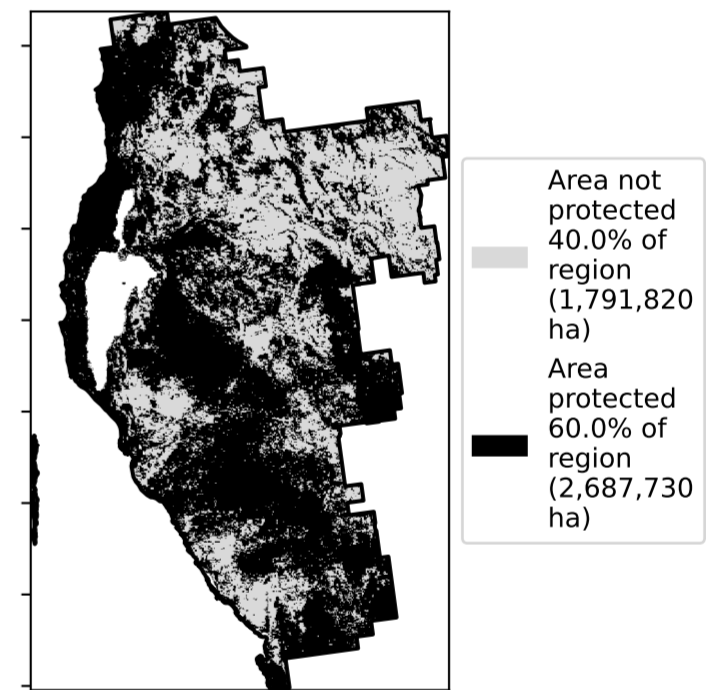 Area not
protected
40.0% of
region
(1,791,820
ha)
Area
protected
60.0% of
region
(2,687,730
ha)